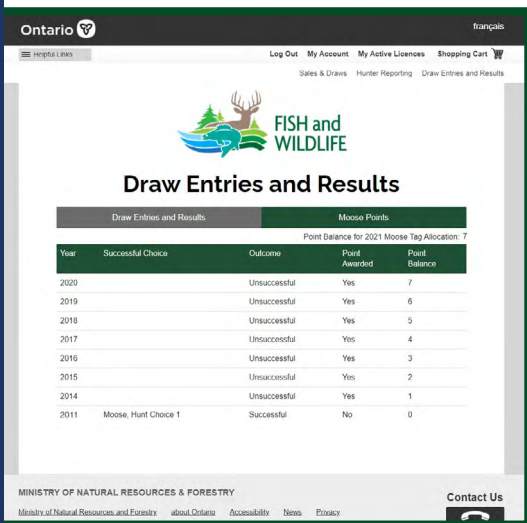 Ontario
français
Helpful Links
Log Out My Account My Active Licences Shopping Cart
Sales & Draws Hunter Reporting Draw Entries and Results
FISH and
WILDLIFE
Draw Entries and Results
Draw Entries and Results Moose Points
Point Balance for 2021 Moose Tag Allocation: 7
Year Successful Choice Outcome Point Awarded Point Balance
2020 Unsuccessful Yes 7
2019 Unsuccessful Yes 6
2018 Unsuccessful Yes 5
2017 Unsuccessful Yes 4
2016 Unsuccessful Yes 3
2015 Unsuccessful Yes 2
2014 Unsuccessful Yes 1
2011 Moose, Hunt Choice 1 Successful No 0
MINISTRY OF NATURAL RESOURCES & FORESTRY
Contact Us
Ministry of Natural Resources and Forestry about Ontario Accessibility News Privacy